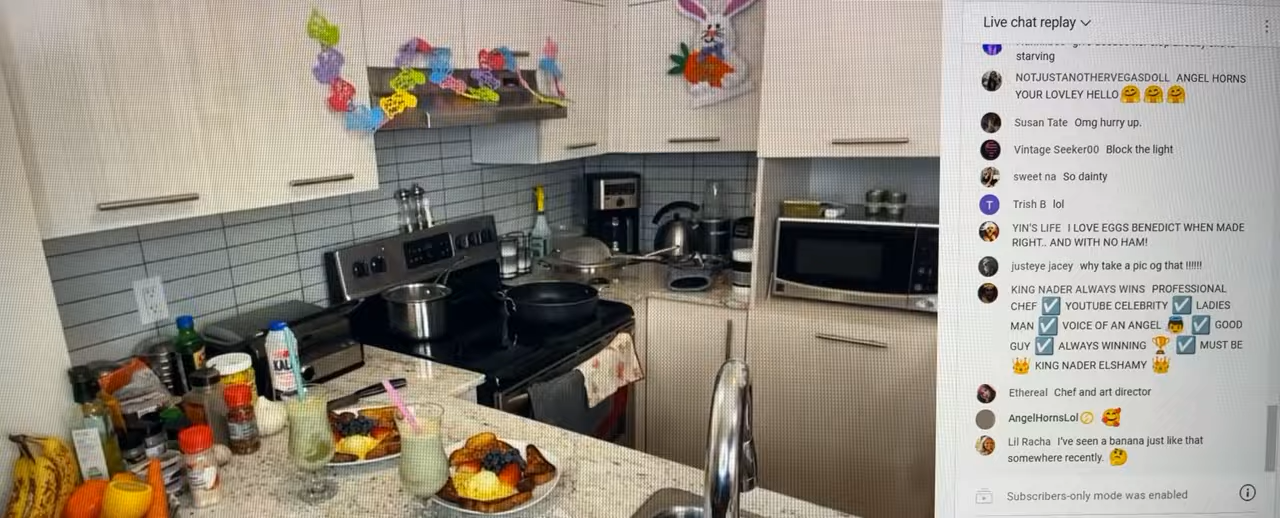 Live chat replay
starving
NOTJUSTANOTHERVEGASDOLL ANGEL HORNS
YOUR LOVLEY HELLO 🤗🤗🤗
Susan Tate Omg hurry up.
Vintage Seeker00 Block the light
sweet na So dainty
T
Trish B lol
YIN'S LIFE I LOVE EGGS BENEDICT WHEN MADE
RIGHT.. AND WITH NO HAM!
justeye jacey why take a pic og that !!!!!!
KING NADER ALWAYS WINS PROFESSIONAL
CHEF ☑️ YOUTUBE CELEBRITY ☑️ LADIES
MAN ☑️ VOICE OF AN ANGEL 👼 ☑️ GOOD
GUY ☑️ ALWAYS WINNING 🏆 ☑️ MUST BE
👑 KING NADER ELSHAMY 👑
Ethereal Chef and art director
AngelHornsLol 🥰
Lil Racha I've seen a banana just like that
somewhere recently. 🤔
Subscribers-only mode was enabled